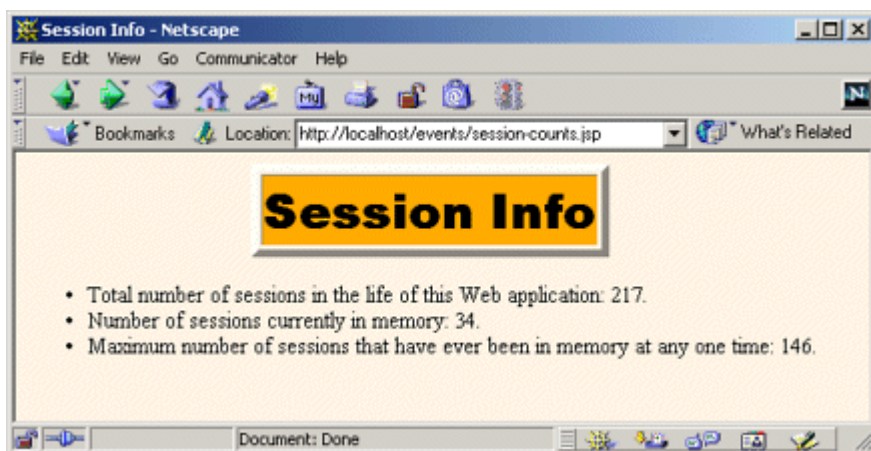 Session Info - Netscape
File Edit View Go Communicator Help
My
N
Bookmarks Location: http://localhost/events/session-counts.jsp What's Related
Session Info
• Total number of sessions in the life of this Web application: 217.
• Number of sessions currently in memory: 34.
• Maximum number of sessions that have ever been in memory at any one time: 146.
Document: Done